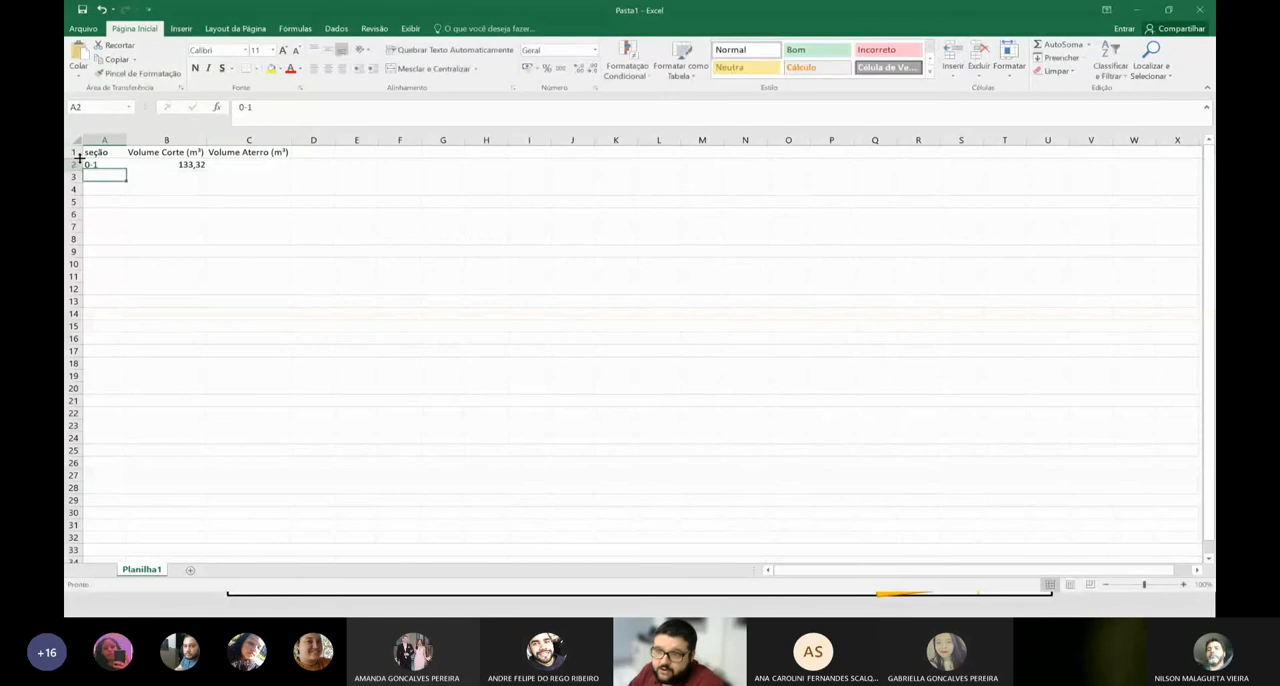 Pasta1 - Excel
Arquivo Página Inicial Inserir Layout da Página Fórmulas Dados Revisão Exibir O que você deseja fazer... Entrar Compartilhar
Colar
Recortar
Copiar
Pincel de Formatação
Área de Transferência
Calibri 11
N I S
Fonte
Quebrar Texto Automaticamente
Mesclar e Centralizar
Alinhamento
Geral
% 000
Número
Formatação Condicional
Formatar como Tabela
Normal Bom Incorreto
Neutra Cálculo Célula de Ve...
Estilo
Inserir Excluir Formatar
Células
AutoSoma
Preencher
Limpar
Classificar e Filtrar
Localizar e Selecionar
Edição
A2 fx 0-1
A B C D E F G H I J K L M N O P Q R S T U V W X
1 seção Volume Corte (m³) Volume Aterro (m³)
2 0-1 133,32
3
4
5
6
7
8
9
10
11
12
13
14
15
16
17
18
19
20
21
22
23
24
25
26
27
28
29
30
31
32
33
34
Planilha1
Pronto 100%
+16 AMANDA GONCALVES PEREIRA ANDRE FELIPE DO REGO RIBEIRO AS ANA CAROLINI FERNANDES SCALQ... GABRIELLA GONCALVES PEREIRA NILSON MALAGUETA VIEIRA